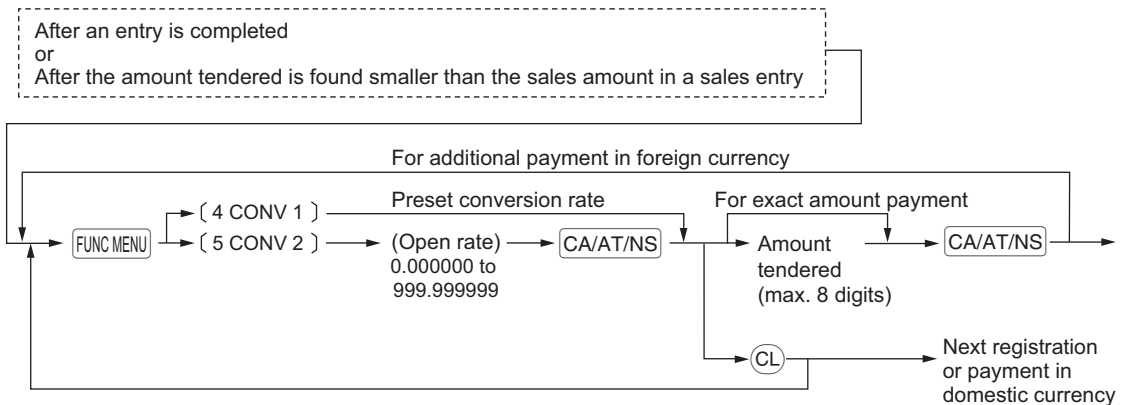 After an entry is completed
or
After the amount tendered is found smaller than the sales amount in a sales entry
For additional payment in foreign currency
〔 4 CONV 1 〕
Preset conversion rate
For exact amount payment
FUNC MENU
〔 5 CONV 2 〕
(Open rate)
0.000000 to
999.999999
CA/AT/NS
Amount
tendered
(max. 8 digits)
CA/AT/NS
CL
Next registration
or payment in
domestic currency